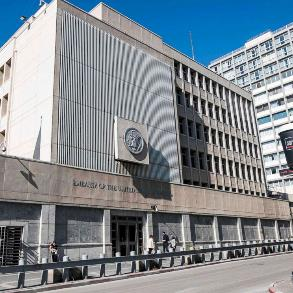 EMBASSY OF THE UNITED